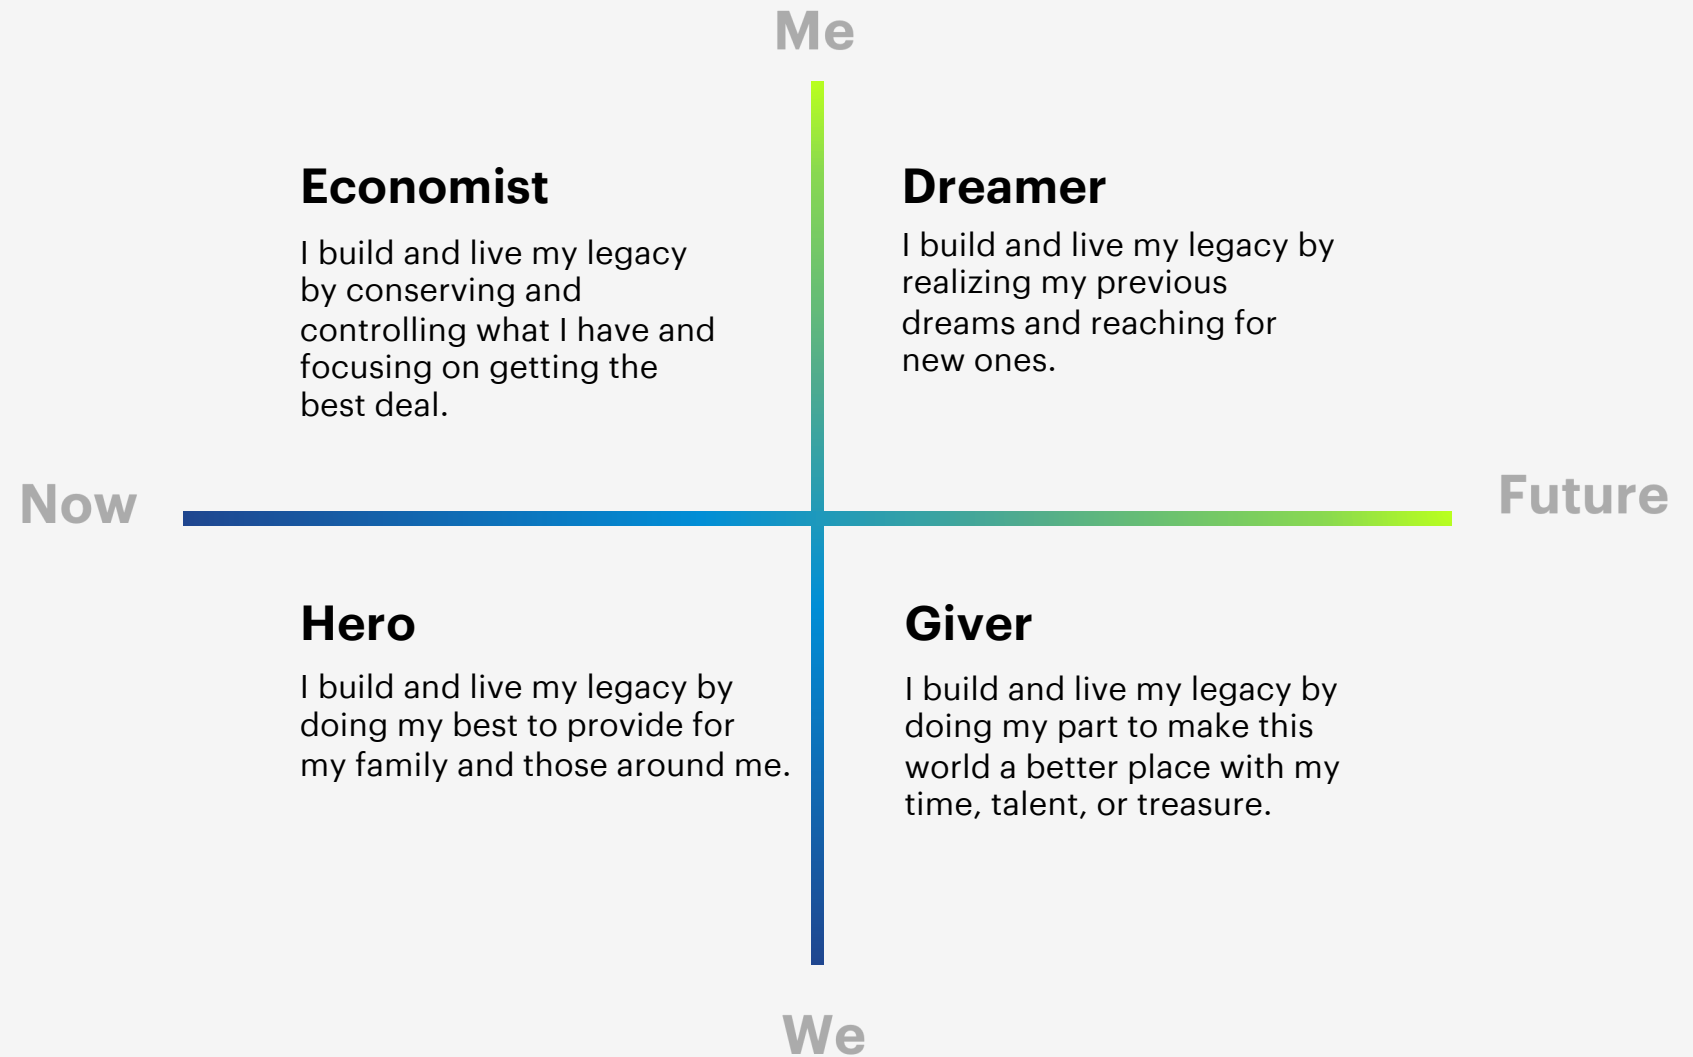 Me
Economist
I build and live my legacy
by conserving and
controlling what I have and
focusing on getting the
best deal.
Dreamer
I build and live my legacy by
realizing my previous
dreams and reaching for
new ones.
Now
Future
Hero
I build and live my legacy by
doing my best to provide for
my family and those around me.
Giver
I build and live my legacy by
doing my part to make this
world a better place with my
time, talent, or treasure.
We